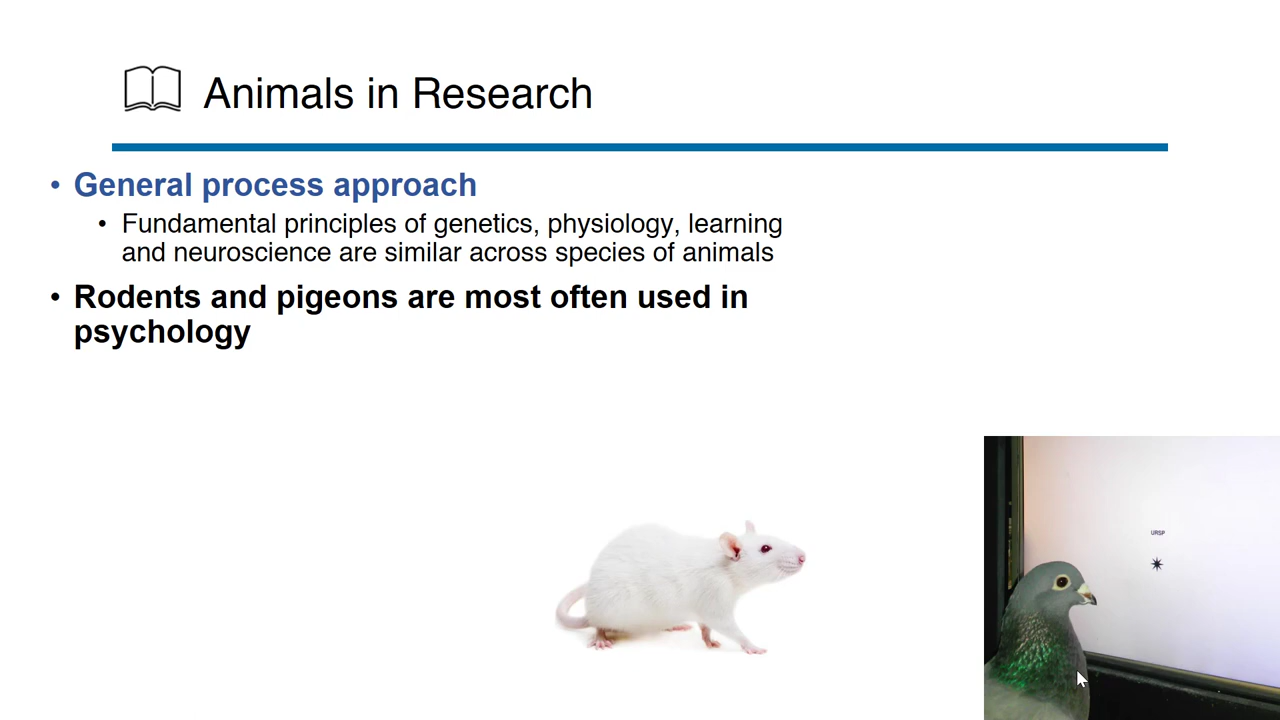 Animals in Research
• General process approach
• Fundamental principles of genetics, physiology, learning
and neuroscience are similar across species of animals
• Rodents and pigeons are most often used in
psychology
URSP